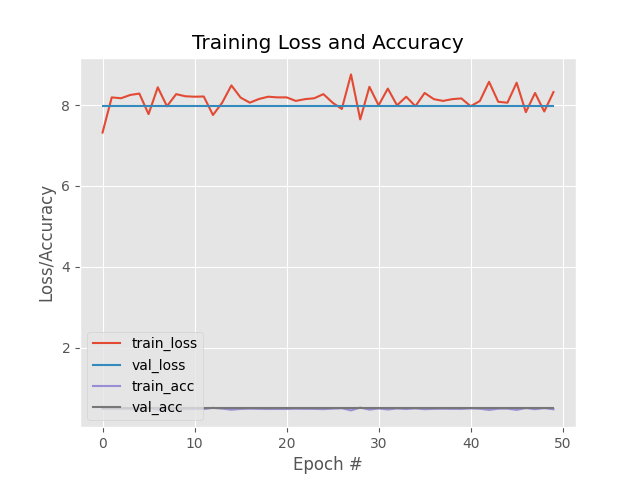 Training Loss and Accuracy
Loss/Accuracy
8
6
4
2
train_loss
val_loss
train_acc
val_acc
0 10 20 30 40 50
Epoch #